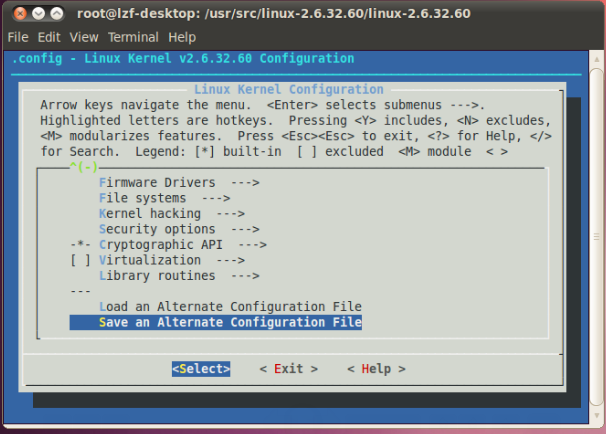 root@lzf-desktop: /usr/src/linux-2.6.32.60/linux-2.6.32.60
File Edit View Terminal Help
.config - Linux Kernel v2.6.32.60 Configuration
Linux Kernel Configuration
Arrow keys navigate the menu. <Enter> selects submenus --->.
Highlighted letters are hotkeys. Pressing <Y> includes, <N> excludes,
<M> modularizes features. Press <Esc><Esc> to exit, <?> for Help, </>
for Search. Legend: [*] built-in [ ] excluded <M> module < >
^(-)
Firmware Drivers --->
File systems --->
Kernel hacking --->
Security options --->
-*- Cryptographic API --->
[ ] Virtualization --->
Library routines --->
---
Load an Alternate Configuration File
Save an Alternate Configuration File
<Select> < Exit > < Help >